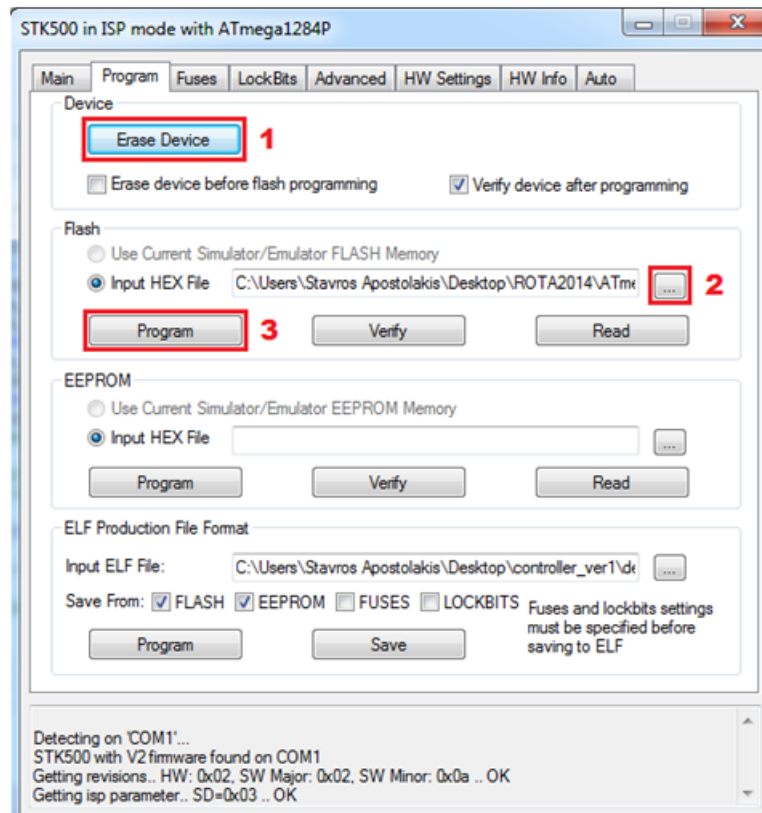 STK500 in ISP mode with ATmega1284P
Main Program Fuses LockBits Advanced HW Settings HW Info Auto
Device
Erase Device 1
Erase device before flash programming Verify device after programming
Flash
Use Current Simulator/Emulator FLASH Memory
Input HEX File C:\Users\Stavros Apostolakis\Desktop\ROTA2014\ATme ... 2
Program 3 Verify Read
EEPROM
Use Current Simulator/Emulator EEPROM Memory
Input HEX File ...
Program Verify Read
ELF Production File Format
Input ELF File: C:\Users\Stavros Apostolakis\Desktop\controller_ver1\de ...
Save From: FLASH EEPROM FUSES LOCKBITS Fuses and lockbits settings
must be specified before
Program Save saving to ELF
Detecting on 'COM1'...
STK500 with V2 firmware found on COM1
Getting revisions.. HW: 0x02, SW Major: 0x02, SW Minor: 0x0a .. OK
Getting isp parameter.. SD=0x03 .. OK